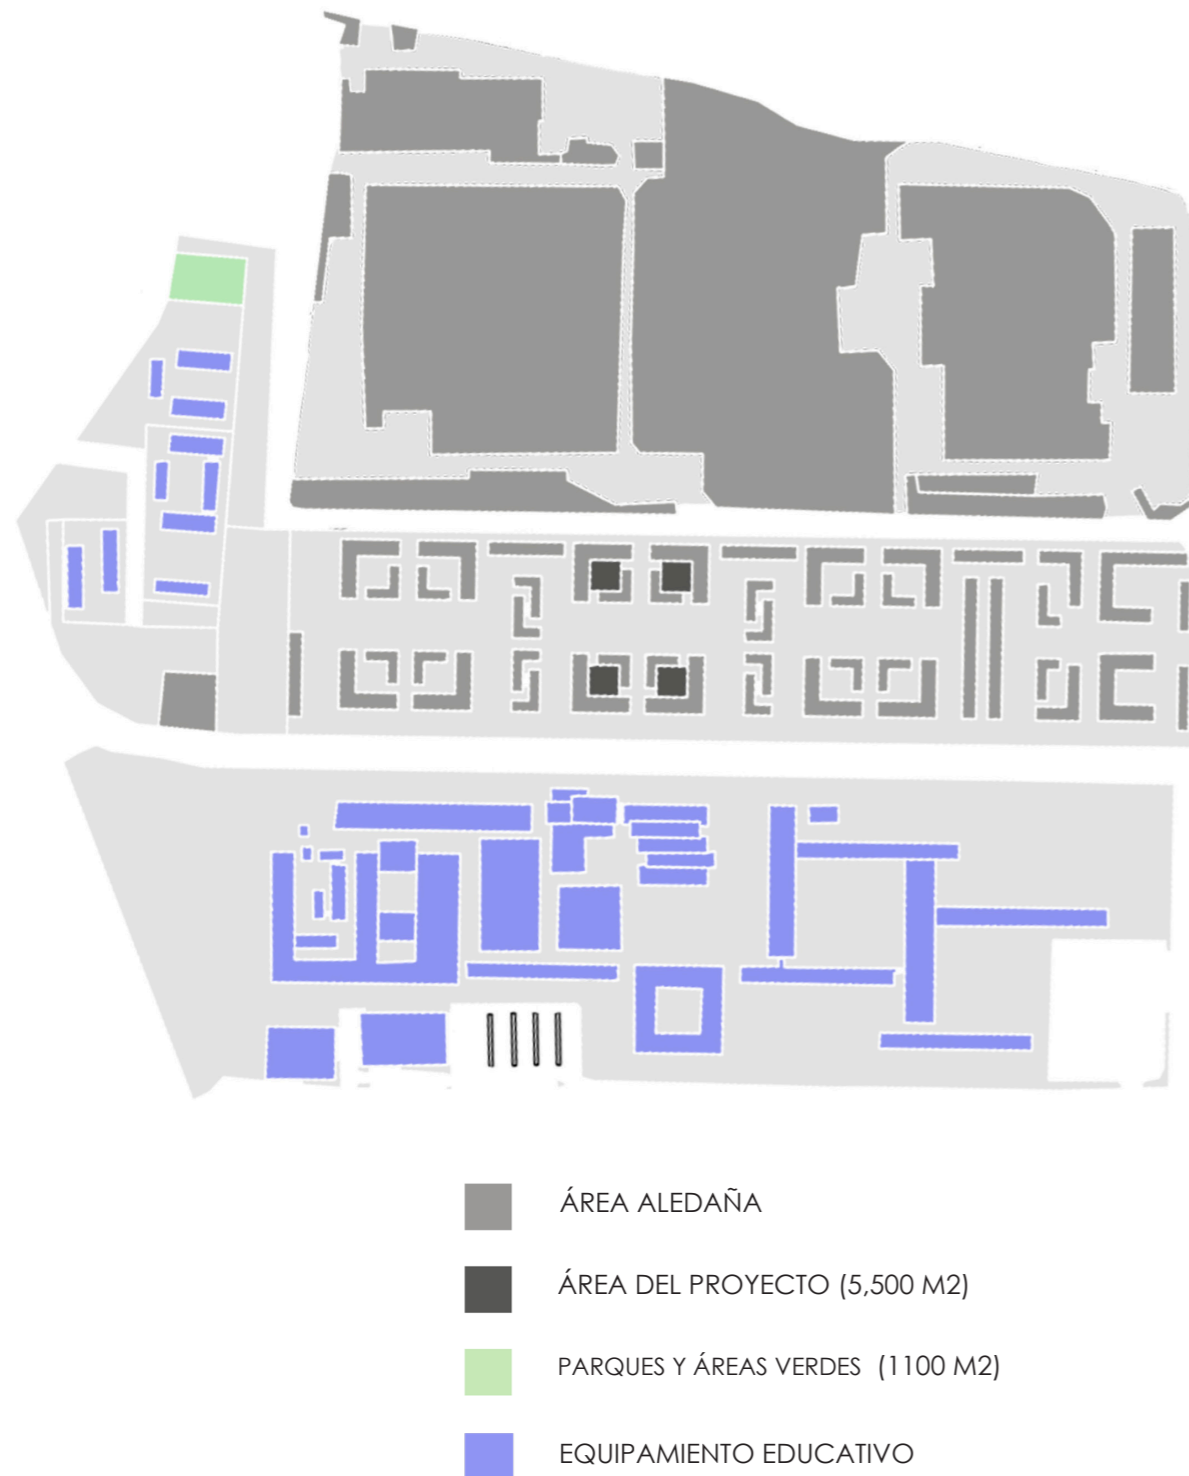 ÁREA ALEDAÑA
ÁREA DEL PROYECTO (5,500 M2)
PARQUES Y ÁREAS VERDES (1100 M2)
EQUIPAMIENTO EDUCATIVO